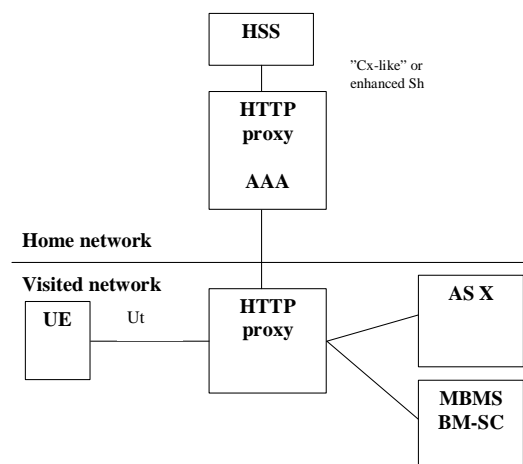 HSS
”Cx-like” or
enhanced Sh
HTTP
proxy
AAA
Home network
Visited network
UE
Ut
HTTP
proxy
AS X
MBMS
BM-SC